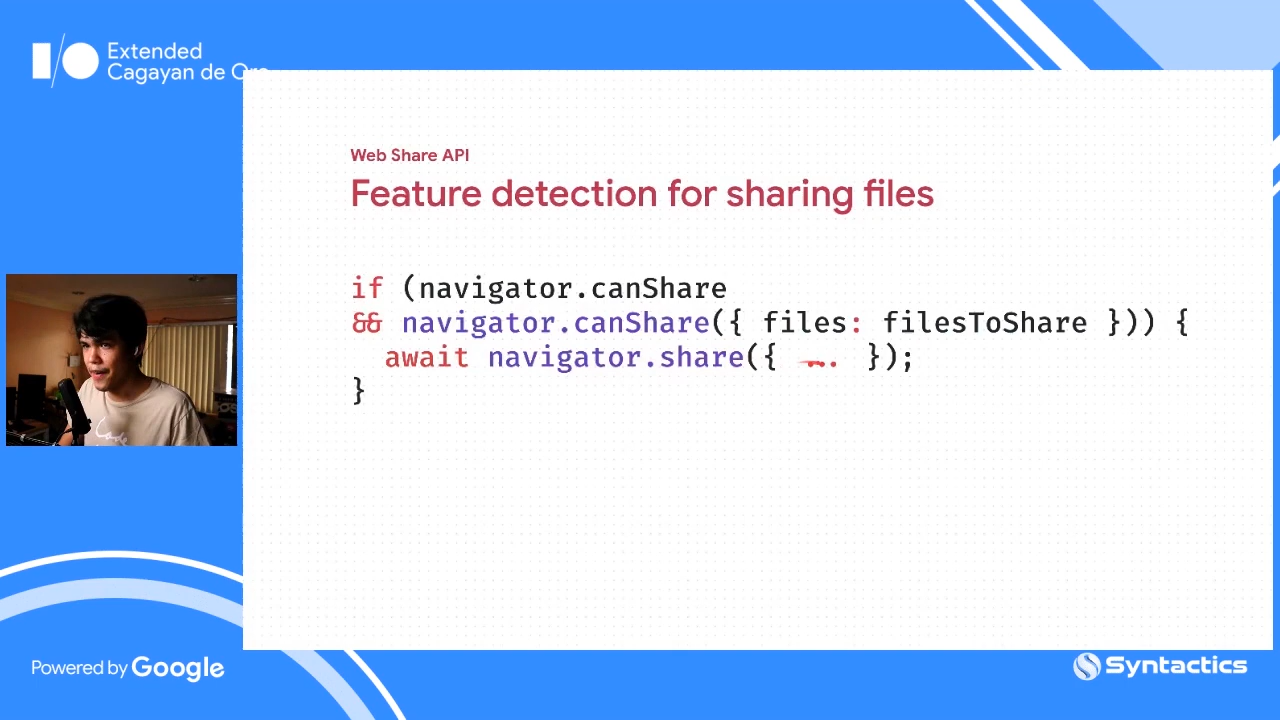 I/O Extended
Cagayan de Oro
Web Share API
Feature detection for sharing files
if (navigator.canShare
&& navigator.canShare({ files: filesToShare })) {
await navigator.share({ … });
}
Powered by Google
Syntactics